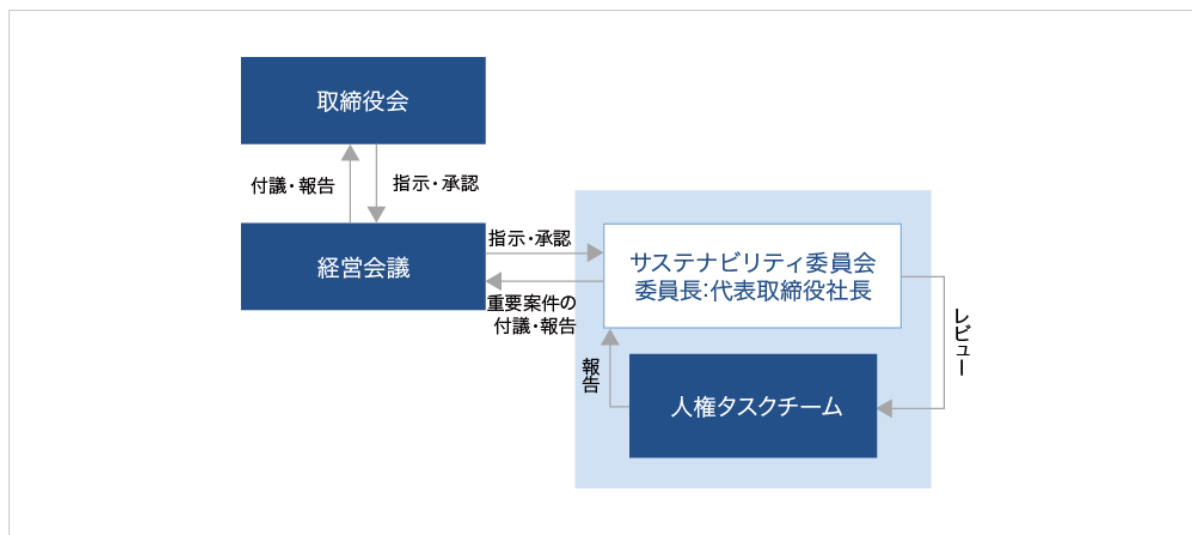 取締役会
付議・報告
指示・承認
経営会議
指示・承認
重要案件の
付議・報告
サステナビリティ委員会
委員長:代表取締役社長
レビュー
報告
人権タスクチーム